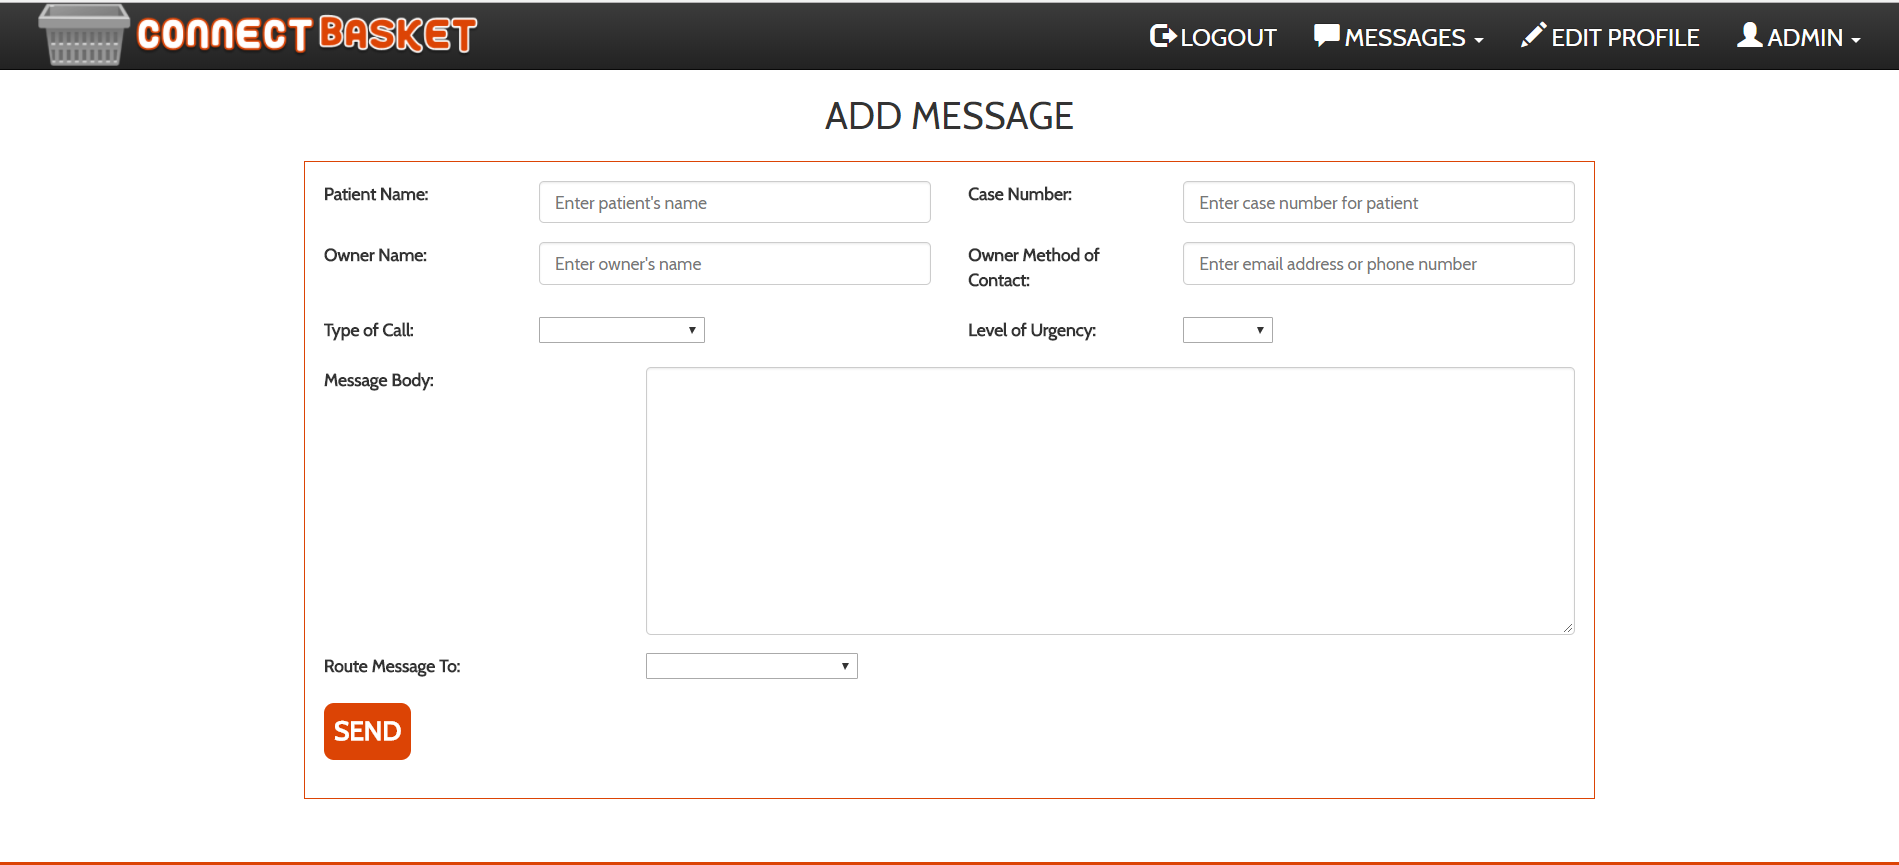 CONNECT BASKET
LOGOUT
MESSAGES
EDIT PROFILE
ADMIN
ADD MESSAGE
Patient Name:
Enter patient's name
Case Number:
Enter case number for patient
Owner Name:
Enter owner's name
Owner Method of
Contact:
Enter email address or phone number
Type of Call:
Level of Urgency:
Message Body:
Route Message To:
SEND